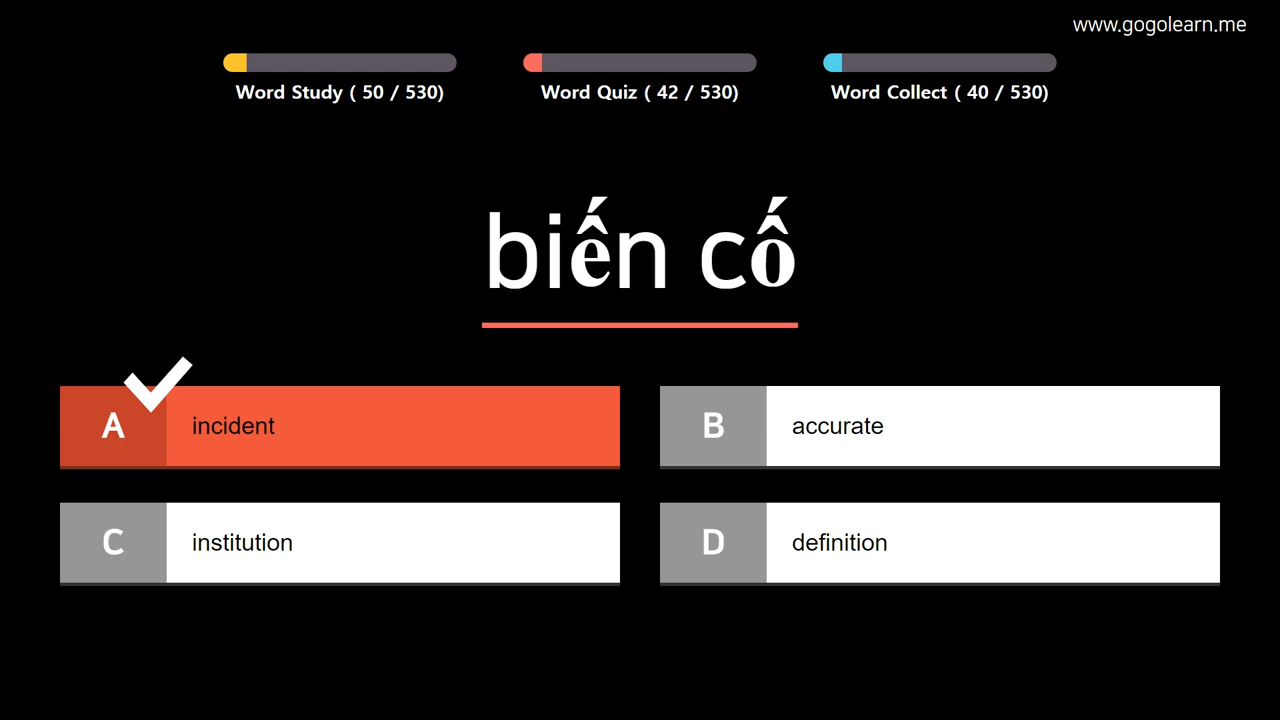 www.gogolearn.me
Word Study ( 50 / 530)
Word Quiz ( 42 / 530)
Word Collect ( 40 / 530)
biến cố
A incident
B accurate
C institution
D definition